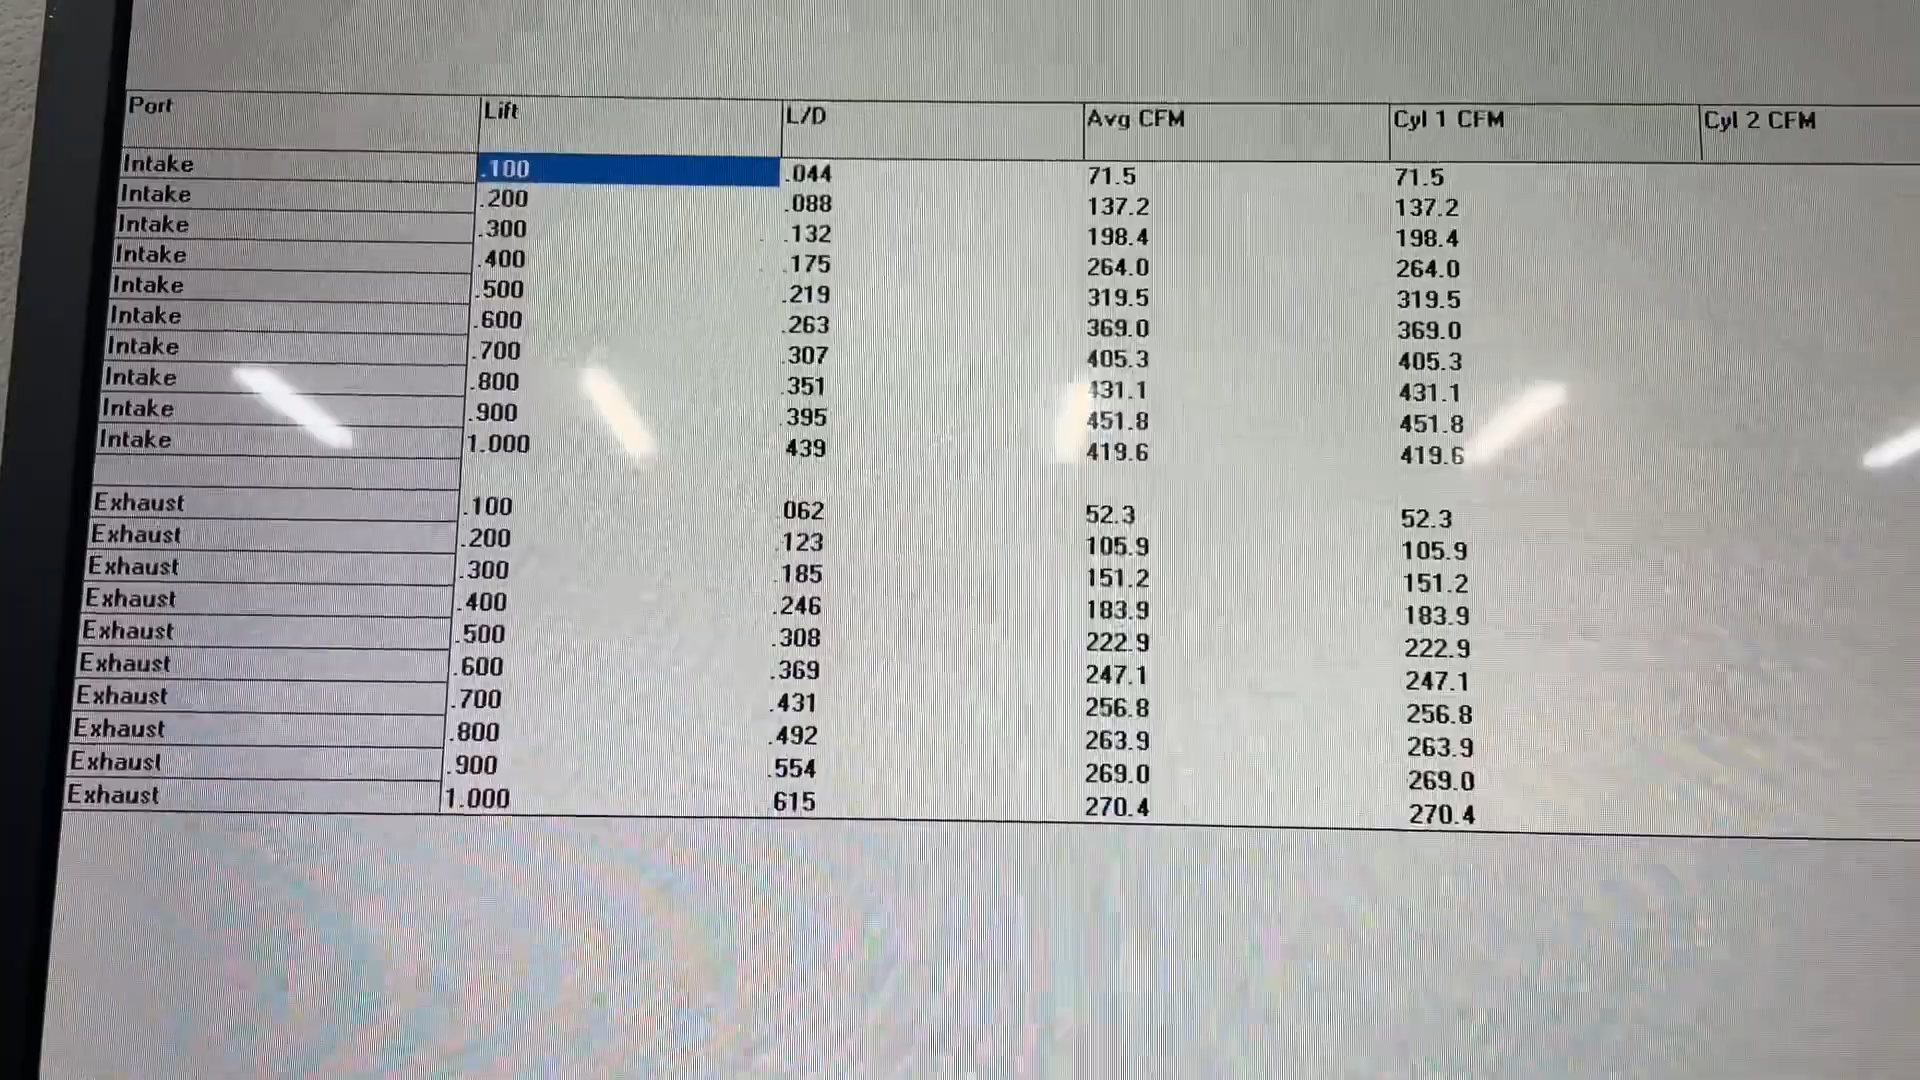 Port Lift L/D Avg CFM Cyl 1 CFM Cyl 2 CFM
Intake .100 .044 71.5 71.5
Intake .200 .088 137.2 137.2
Intake .300 .132 198.4 198.4
Intake .400 .175 264.0 264.0
Intake .500 .219 319.5 319.5
Intake .600 .263 369.0 369.0
Intake .700 .307 405.3 405.3
Intake .800 .351 431.1 431.1
Intake .900 .395 451.8 451.8
Intake 1.000 .439 419.6 419.6
Exhaust .100 .062 52.3 52.3
Exhaust .200 .123 105.9 105.9
Exhaust .300 .185 151.2 151.2
Exhaust .400 .246 183.9 183.9
Exhaust .500 .308 222.9 222.9
Exhaust .600 .369 247.1 247.1
Exhaust .700 .431 256.8 256.8
Exhaust .800 .492 263.9 263.9
Exhaust .900 .554 269.0 269.0
Exhaust 1.000 .615 270.4 270.4